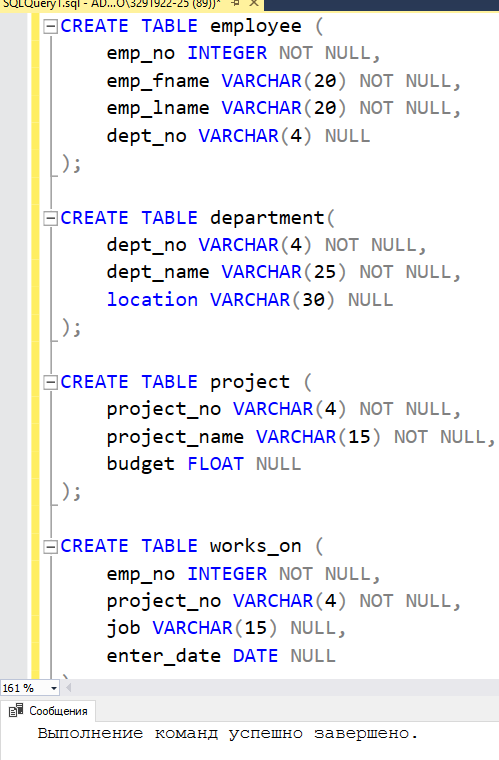 SQLQuery1.sql - AD...O\3291922-25 (89))*
CREATE TABLE employee (
emp_no INTEGER NOT NULL,
emp_fname VARCHAR(20) NOT NULL,
emp_lname VARCHAR(20) NOT NULL,
dept_no VARCHAR(4) NULL
);
CREATE TABLE department(
dept_no VARCHAR(4) NOT NULL,
dept_name VARCHAR(25) NOT NULL,
location VARCHAR(30) NULL
);
CREATE TABLE project (
project_no VARCHAR(4) NOT NULL,
project_name VARCHAR(15) NOT NULL,
budget FLOAT NULL
);
CREATE TABLE works_on (
emp_no INTEGER NOT NULL,
project_no VARCHAR(4) NOT NULL,
job VARCHAR(15) NULL,
enter_date DATE NULL
161 %
Сообщения
Выполнение команд успешно завершено.